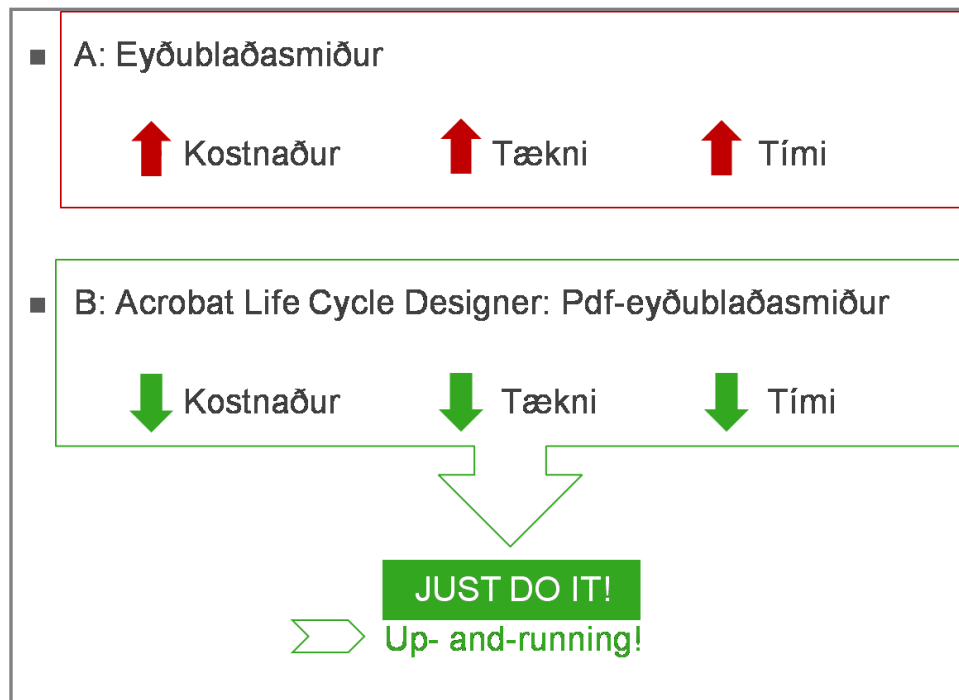 A: Eyðublaðasmiður
Kostnaður Tækni Tími
B: Acrobat Life Cycle Designer: Pdf-eyðublaðasmiður
Kostnaður Tækni Tími
JUST DO IT!
Up- and-running!